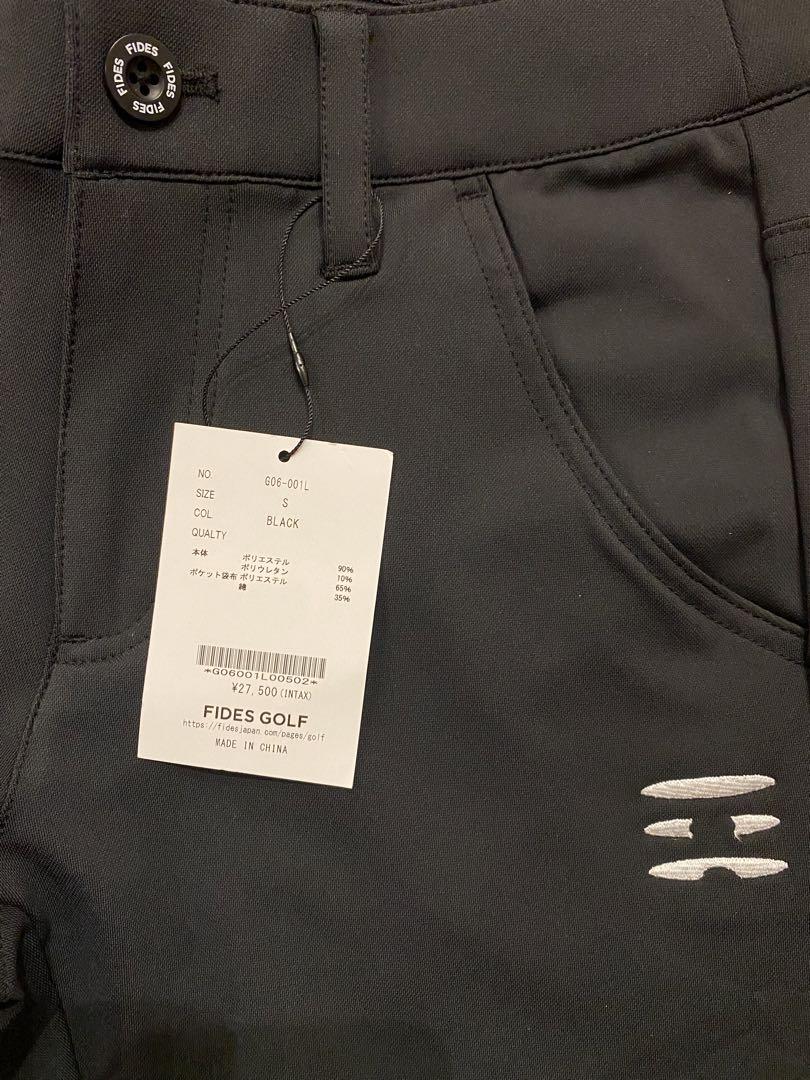 FIDES FIDES FIDES FIDES FIDES
NO. G06-001L
SIZE S
COL BLACK
QUALTY
本体 ポリエステル 90%
ポリウレタン 10%
ポケット袋布 ポリエステル 65%
綿 35%
*G06001L00502*
¥27,500(INTAX)
FIDES GOLF
https://fidesjapan.com/pages/golf
MADE IN CHINA